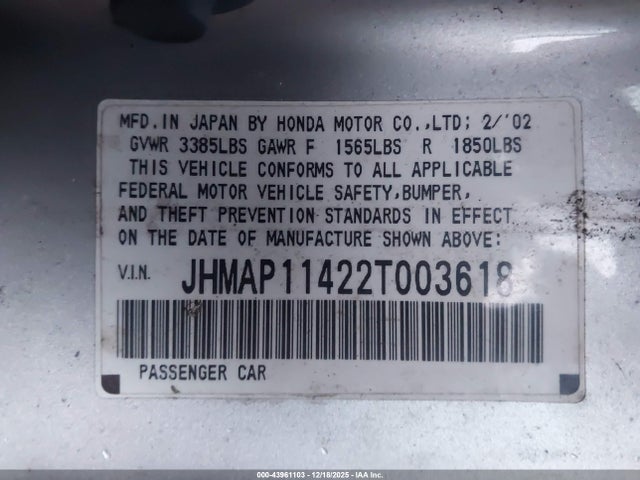 MFD. IN JAPAN BY HONDA MOTOR CO.,LTD; 2/'02
GVWR 3385LBS GAWR F 1565LBS R 1850LBS
THIS VEHICLE CONFORMS TO ALL APPLICABLE
FEDERAL MOTOR VEHICLE SAFETY,BUMPER,
AND THEFT PREVENTION STANDARDS IN EFFECT
ON THE DATE OF MANUFACTURE SHOWN ABOVE:
V.I.N. JHMAP11422T003618
PASSENGER CAR
000-43961103 - 12/18/2025 - IAA Inc.